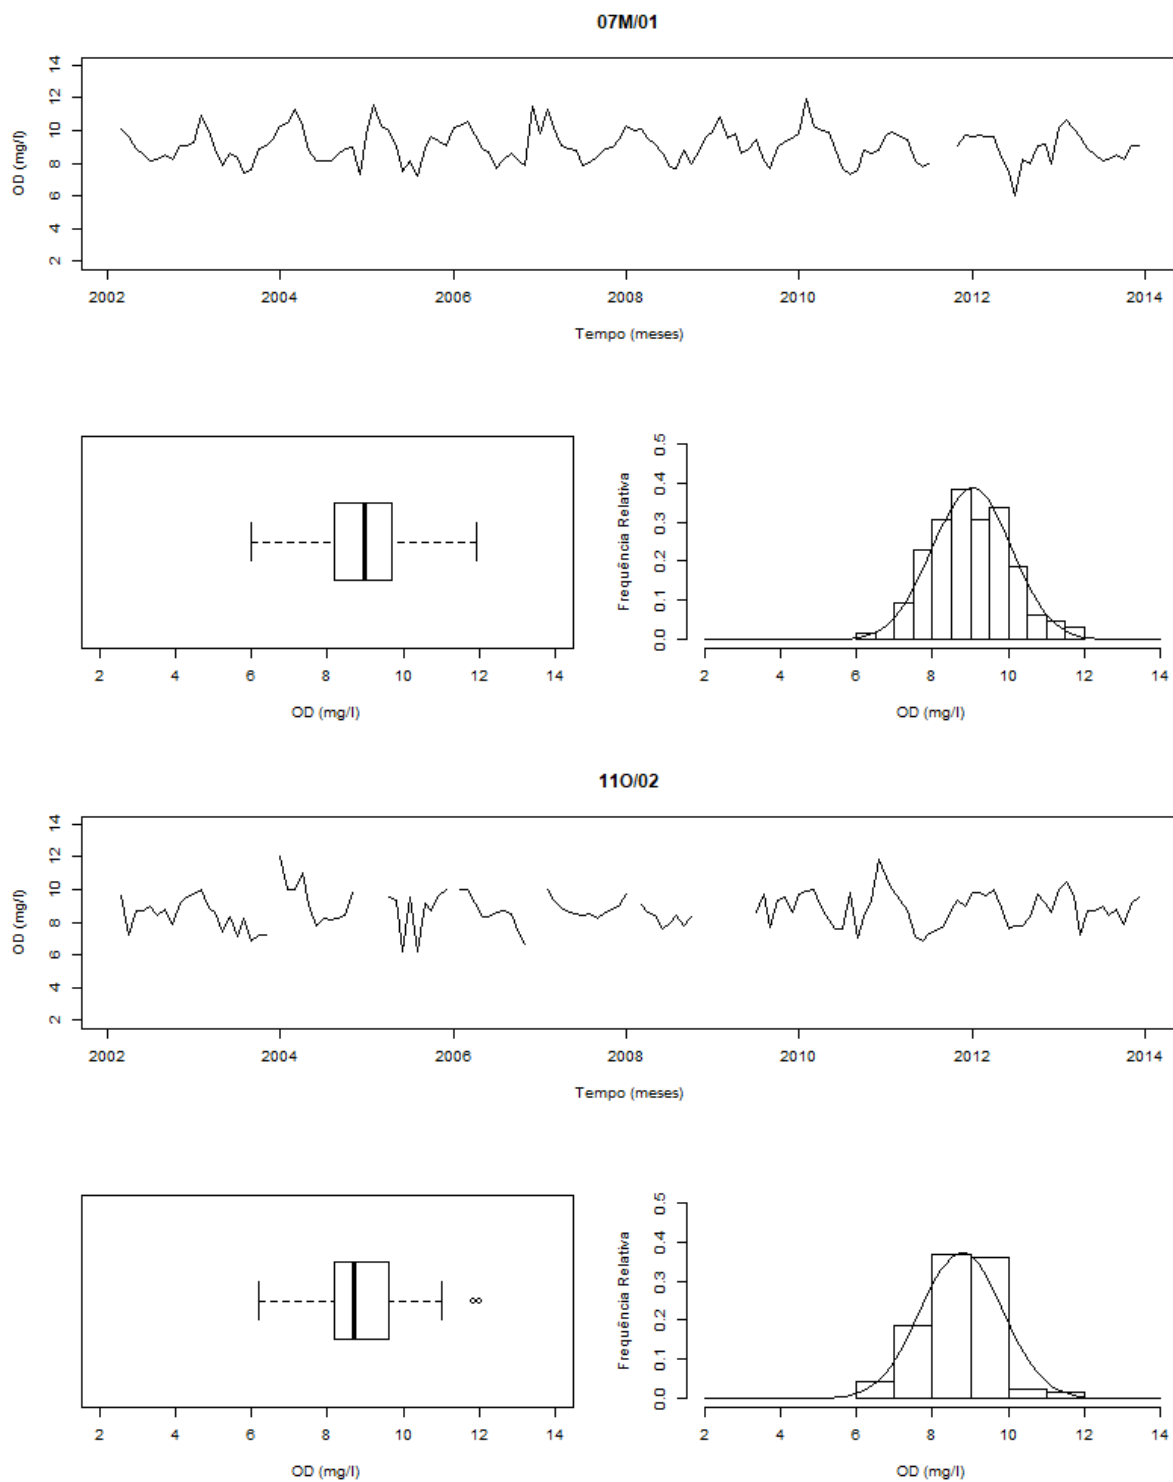 07M/01
14
12
10
8
6
4
2
OD (mg/l)
2002 2004 2006 2008 2010 2012 2014
Tempo (meses)
2 4 6 8 10 12 14
OD (mg/l)
0.5
0.4
0.3
0.2
0.1
0.0
Frequência Relativa
2 4 6 8 10 12 14
OD (mg/l)
11O/02
14
12
10
8
6
4
2
OD (mg/l)
2002 2004 2006 2008 2010 2012 2014
Tempo (meses)
2 4 6 8 10 12 14
OD (mg/l)
0.5
0.4
0.3
0.2
0.1
0.0
Frequência Relativa
2 4 6 8 10 12 14
OD (mg/l)